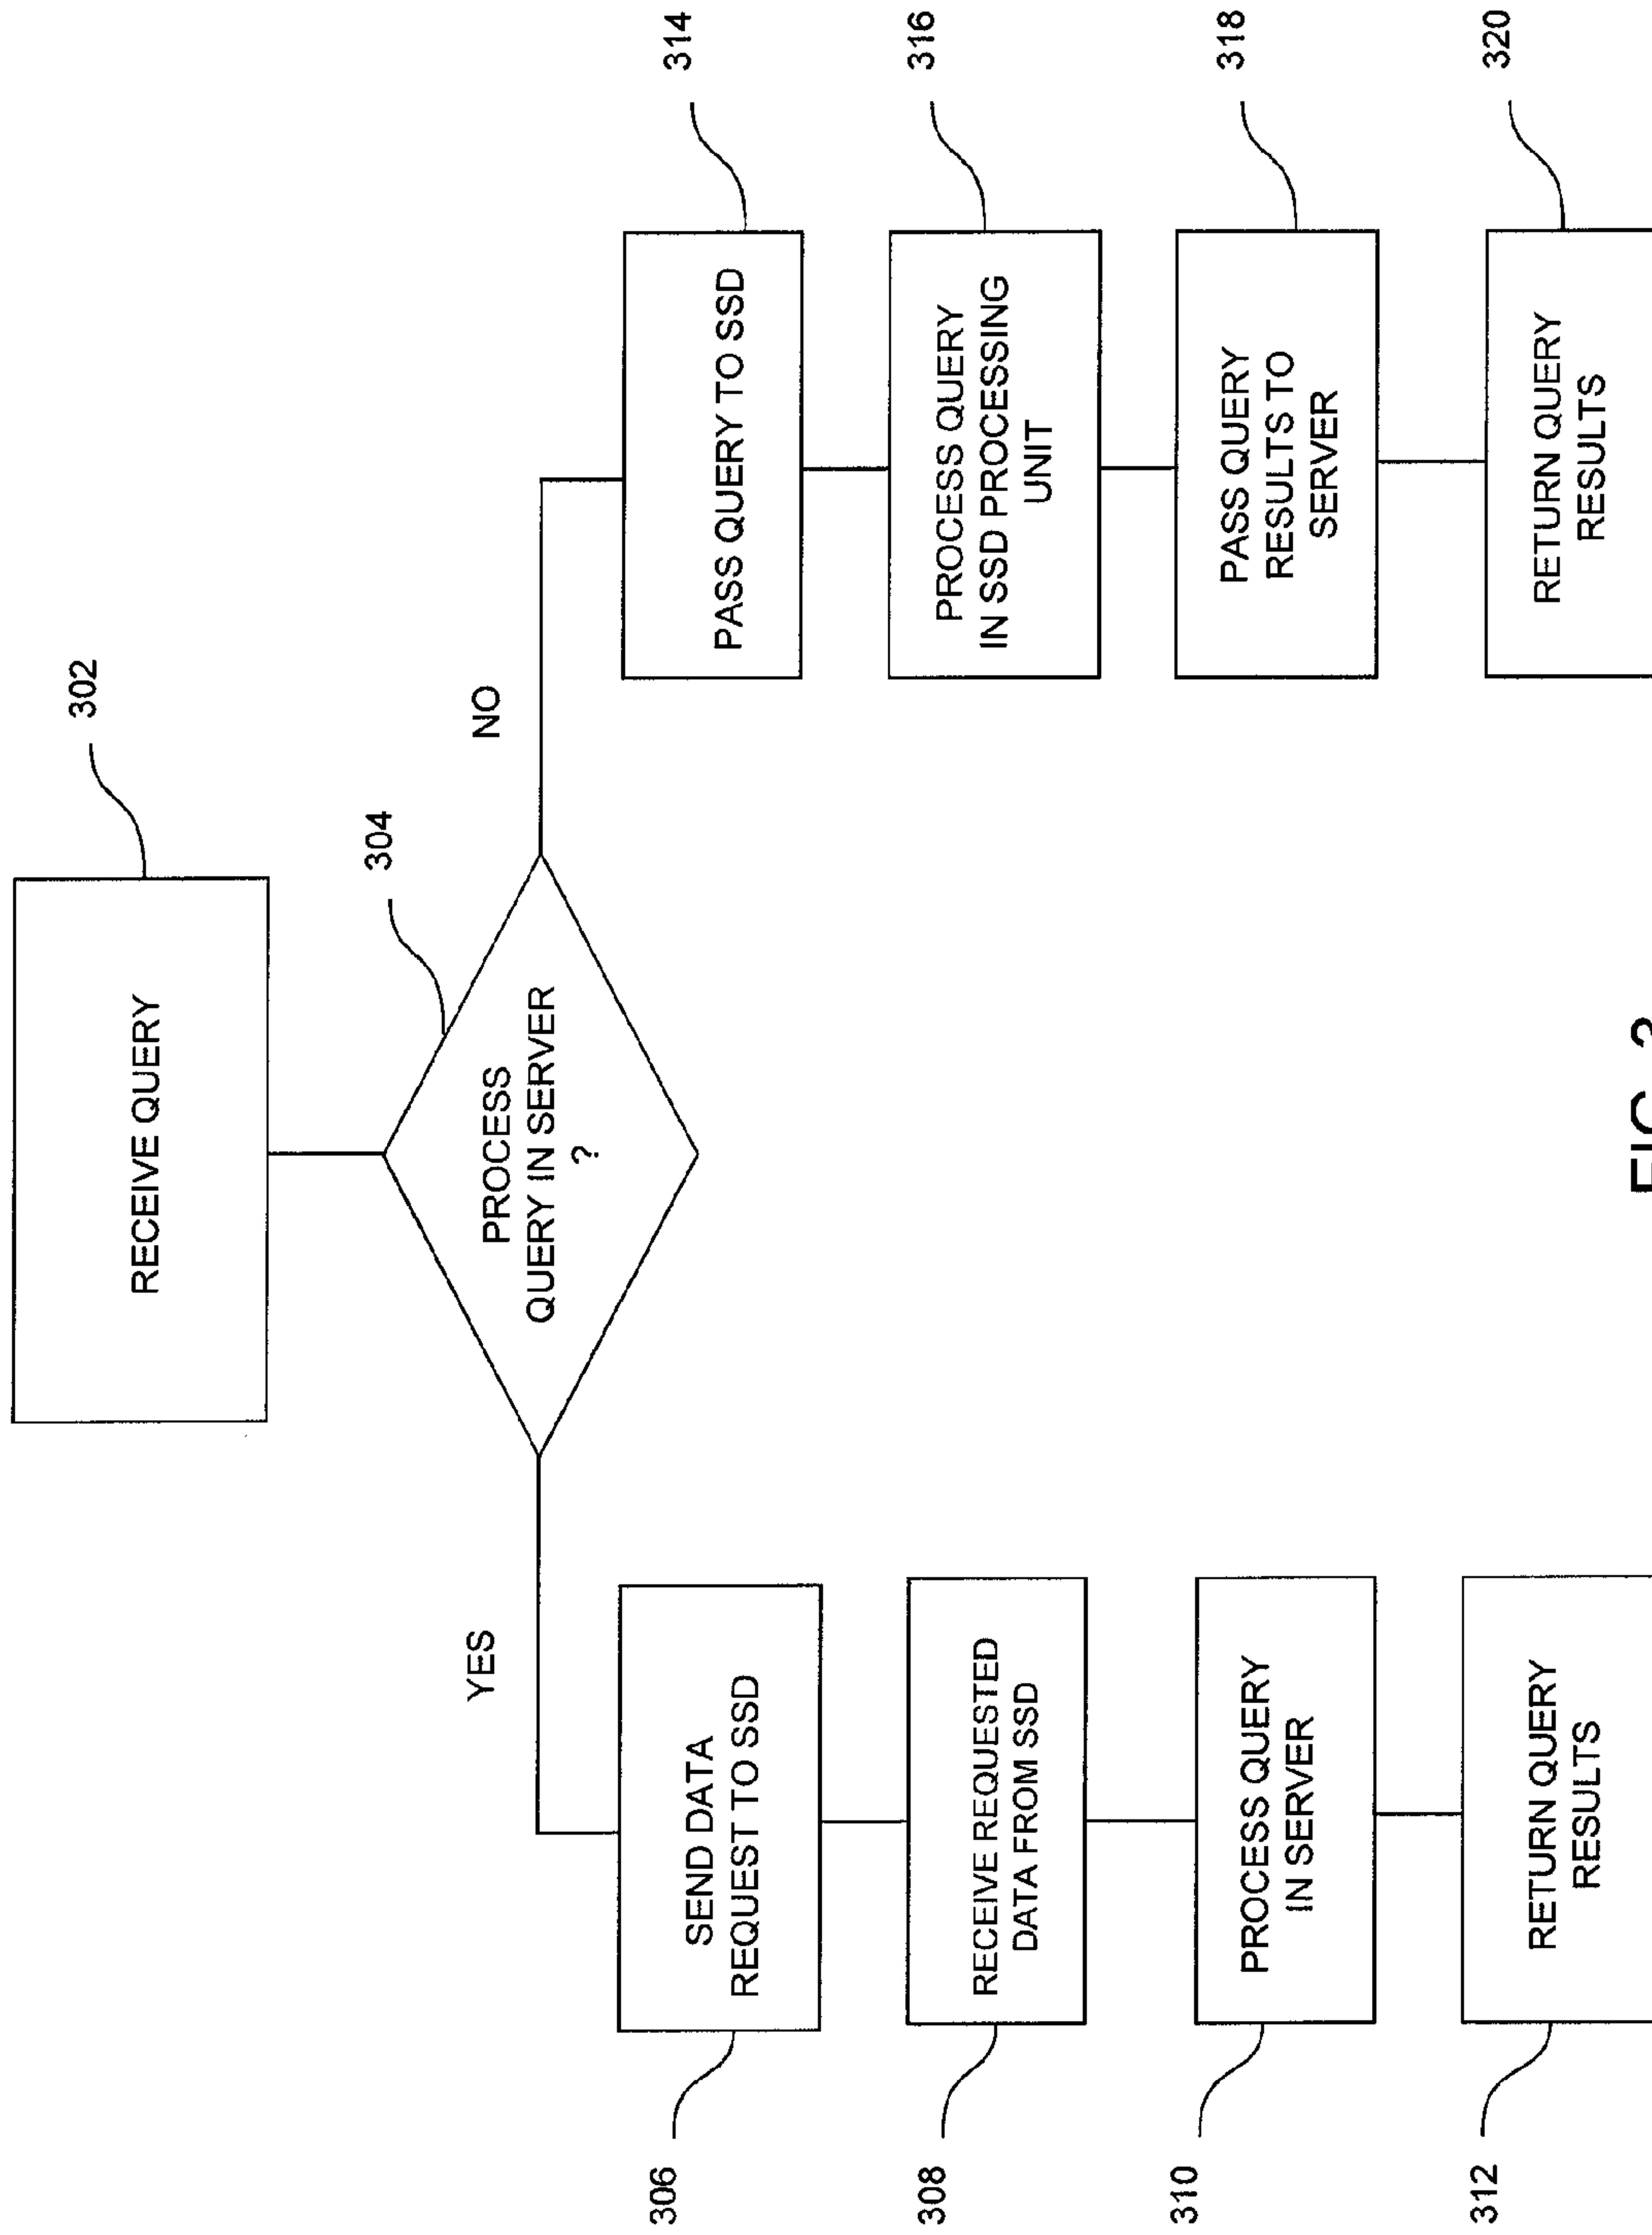 302
RECEIVE QUERY
304
PROCESS
QUERY IN SERVER
?
YES
NO
306
SEND DATA
REQUEST TO SSD
308
RECEIVE REQUESTED
DATA FROM SSD
310
PROCESS QUERY
IN SERVER
312
RETURN QUERY
RESULTS
314
PASS QUERY TO SSD
316
PROCESS QUERY
IN SSD PROCESSING
UNIT
318
PASS QUERY
RESULTS TO
SERVER
320
RETURN QUERY
RESULTS
FIG. 3